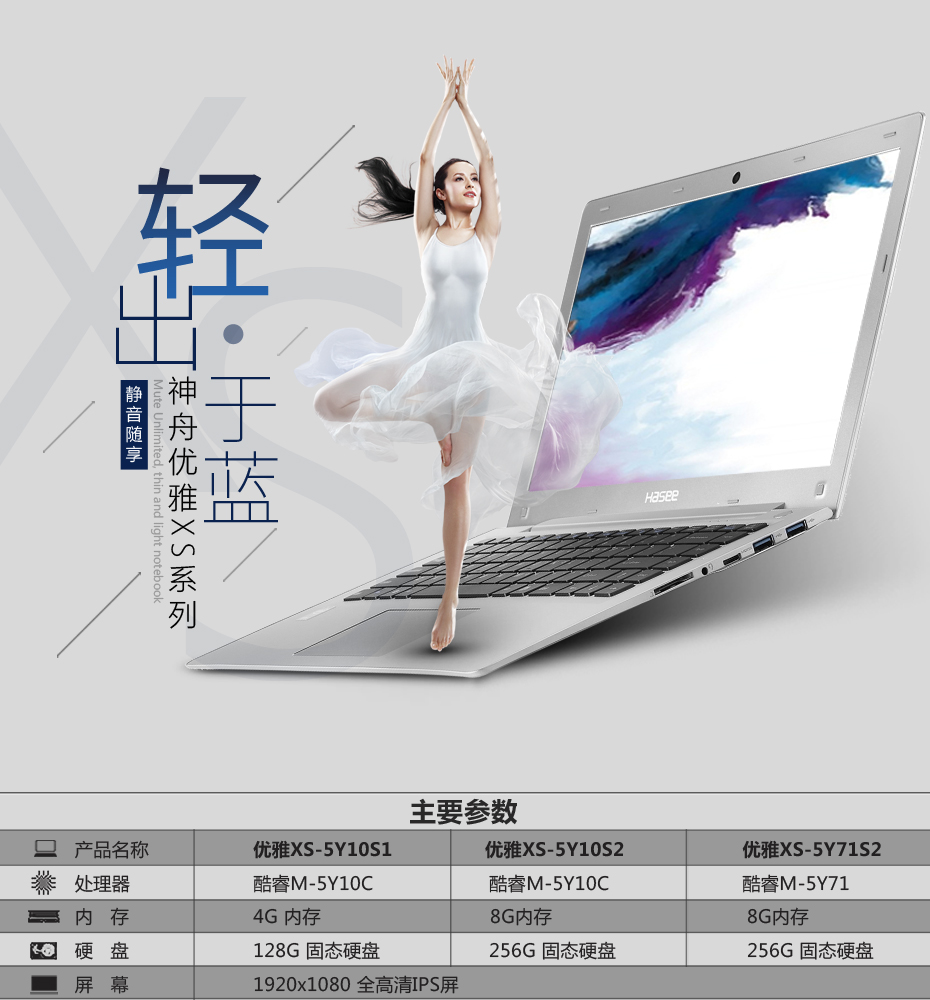 XS
轻
出
·
于
蓝
神舟优雅XS系列
Mute Unlimited, thin and light notebook
静音随享
Hasee
主要参数
产品名称 优雅XS-5Y10S1 优雅XS-5Y10S2 优雅XS-5Y71S2
处理器 酷睿M-5Y10C 酷睿M-5Y10C 酷睿M-5Y71
内 存 4G 内存 8G内存 8G内存
硬 盘 128G 固态硬盘 256G 固态硬盘 256G 固态硬盘
屏 幕 1920x1080 全高清IPS屏